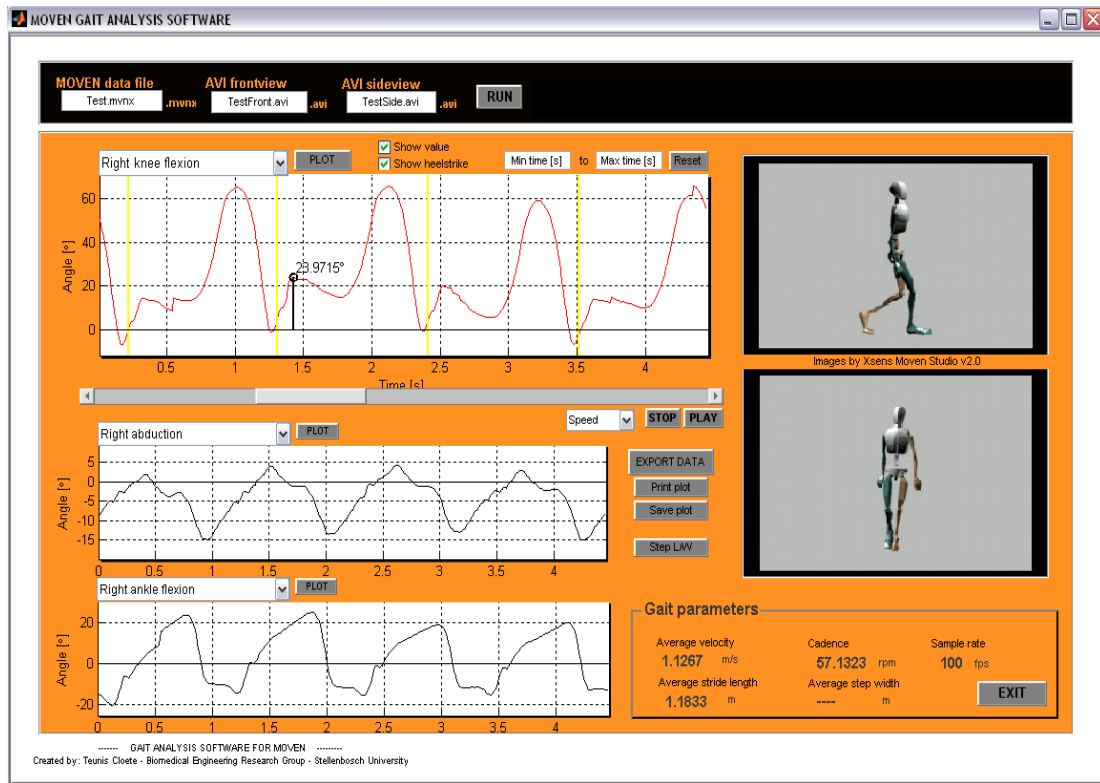 MOVEN GAIT ANALYSIS SOFTWARE
MOVEN data file
AVI frontview
AVI sideview
Test.mvnx .mvnx
TestFront.avi .avi
TestSide.avi .avi
RUN
Right knee flexion
PLOT
Show value
Show heelstrike
Min time [s] to Max time [s]
Reset
Angle [°]
60
40
20
0
23.9715°
0.5 1 1.5 2 2.5 3 3.5 4
Time [s]
Images by Xsens Moven Studio v2.0
Speed
STOP
PLAY
Right abduction
PLOT
Angle [°]
5
0
-5
-10
-15
0 0.5 1 1.5 2 2.5 3 3.5 4
EXPORT DATA
Print plot
Save plot
Step L/W
Right ankle flexion
PLOT
Angle [°]
20
0
-20
0 0.5 1 1.5 2 2.5 3 3.5 4
Gait parameters
Average velocity
1.1267 m/s
Cadence
57.1323 rpm
Sample rate
100 fps
Average stride length
1.1833 m
Average step width
---- m
EXIT
------- GAIT ANALYSIS SOFTWARE FOR MOVEN ---------
Created by: Teunis Cloete - Biomedical Engineering Research Group - Stellenbosch University